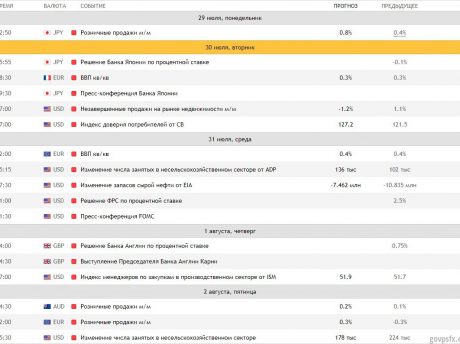 РЕМЯ ВАЛЮТА СОБЫТИЕ ПРОГНОЗ ПРЕДЫДУЩЕЕ
29 июля, понедельник
2:50 JPY Розничные продажи м/м 0.8% 0.4%
30 июля, вторник
5:55 JPY Решение Банка Японии по процентной ставке -0.1%
8:30 EUR ВВП кв/кв 0.3% 0.3%
9:30 JPY Пресс-конференция Банка Японии
7:00 USD Незавершенные продажи на рынке недвижимости м/м -1.2% 1.1%
7:00 USD Индекс доверия потребителей от CB 127.2 121.5
31 июля, среда
2:00 EUR ВВП кв/кв 0.4% 0.4%
5:15 USD Изменение числа занятых в несельскохозяйственном секторе от ADP 136 тыс 102 тыс
7:30 USD Изменение запасов сырой нефти от EIA -7.462 млн -10.835 млн
1:00 USD Решение ФРС по процентной ставке 2.5%
1:30 USD Пресс-конференция FOMC
1 августа, четверг
4:00 GBP Решение Банка Англии по процентной ставке 0.75%
4:30 GBP Выступление Председателя Банка Англии Карни
7:00 USD Индекс менеджеров по закупкам в производственном секторе от ISM 51.9 51.7
2 августа, пятница
4:30 AUD Розничные продажи м/м 0.2% 0.1%
2:00 EUR Розничные продажи м/м 0.3% -0.3%
5:30 USD Изменение числа занятых в несельскохозяйственном секторе 178 тыс 224 тыс